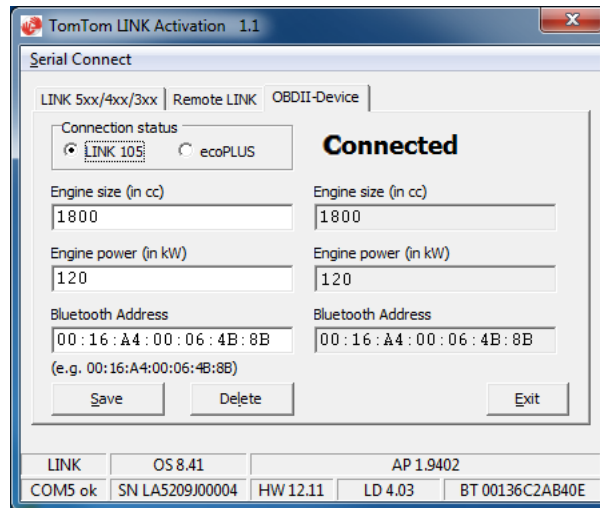 TomTom LINK Activation 1.1
Serial Connect
LINK 5xx/4xx/3xx Remote LINK OBDII-Device
Connection status
LINK 105 ecoPLUS Connected
Engine size (in cc) Engine size (in cc)
1800 1800
Engine power (in kW) Engine power (in kW)
120 120
Bluetooth Address Bluetooth Address
00:16:A4:00:06:4B:8B 00:16:A4:00:06:4B:8B
(e.g. 00:16:A4:00:06:4B:8B)
Save Delete Exit
LINK OS 8.41 AP 1.9402
COM5 ok SN LA5209J00004 HW 12.11 LD 4.03 BT 00136C2AB40E